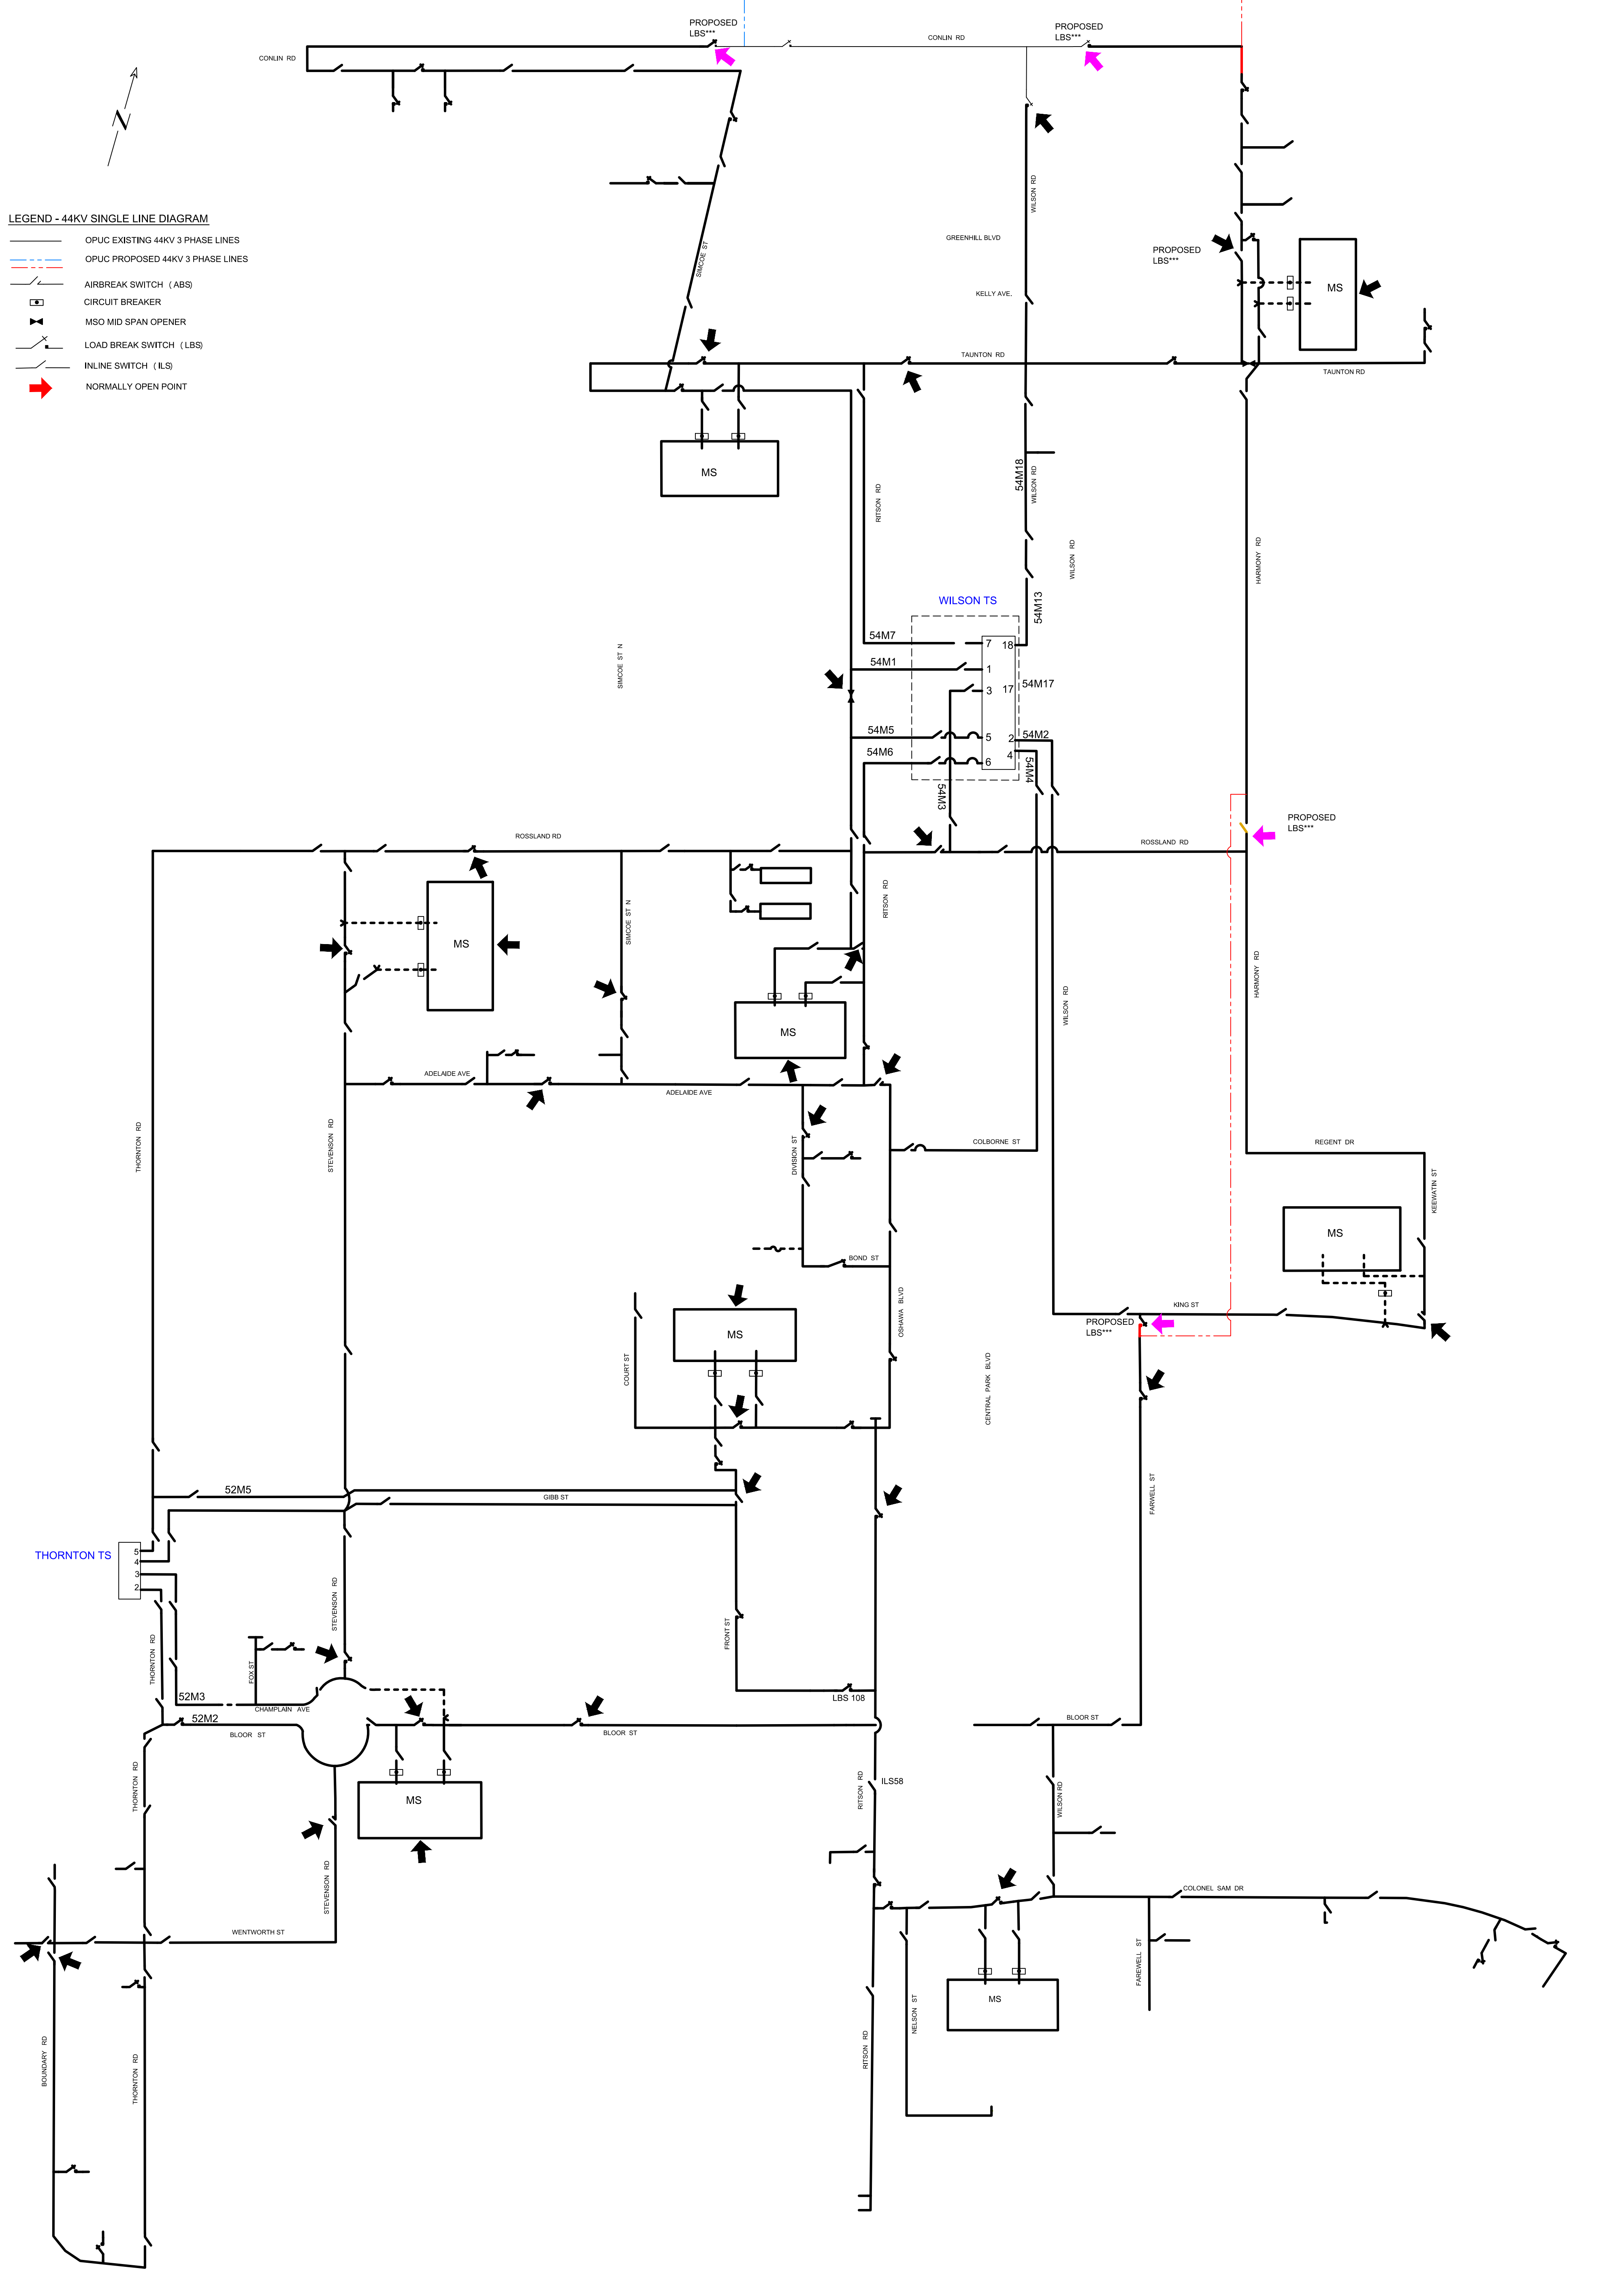 PROPOSED
LBS***
PROPOSED
LBS***
CONLIN RD
CONLIN RD
N
LEGEND - 44KV SINGLE LINE DIAGRAM
OPUC EXISTING 44KV 3 PHASE LINES
OPUC PROPOSED 44KV 3 PHASE LINES
AIRBREAK SWITCH (ABS)
CIRCUIT BREAKER
MSO MID SPAN OPENER
LOAD BREAK SWITCH (LBS)
INLINE SWITCH (ILS)
NORMALLY OPEN POINT
WILSON RD
SIMCOE ST
GREENHILL BLVD
PROPOSED
LBS***
MS
KELLY AVE.
TAUNTON RD
TAUNTON RD
MS
54M18
WILSON RD
RITSON RD
WILSON RD
HARMONY RD
WILSON TS
54M13
SIMCOE ST N
54M7
7
18
54M1
1
3
17
54M17
54M5
5
2
54M2
54M6
6
4
54M4
54M3
PROPOSED
LBS***
ROSSLAND RD
ROSSLAND RD
SIMCOE ST N
RITSON RD
MS
HARMONY RD
WILSON RD
MS
ADELAIDE AVE
ADELAIDE AVE
THORNTON RD
STEVENSON RD
DIVISION ST
COLBORNE ST
REGENT DR
KEEWATIN ST
MS
BOND ST
OSHAWA BLVD
KING ST
PROPOSED
LBS***
MS
COURT ST
CENTRAL PARK BLVD
52M5
GIBB ST
FARWELL ST
THORNTON TS
5
4
3
2
STEVENSON RD
FRONT ST
THORNTON RD
FOX ST
52M3
CHAMPLAIN AVE
LBS 108
52M2
BLOOR ST
BLOOR ST
BLOOR ST
THORNTON RD
MS
RITSON RD
ILS58
WILSON RD
STEVENSON RD
COLONEL SAM DR
WENTWORTH ST
FAREWELL ST
MS
NELSON ST
BOUNDARY RD
THORNTON RD
RITSON RD